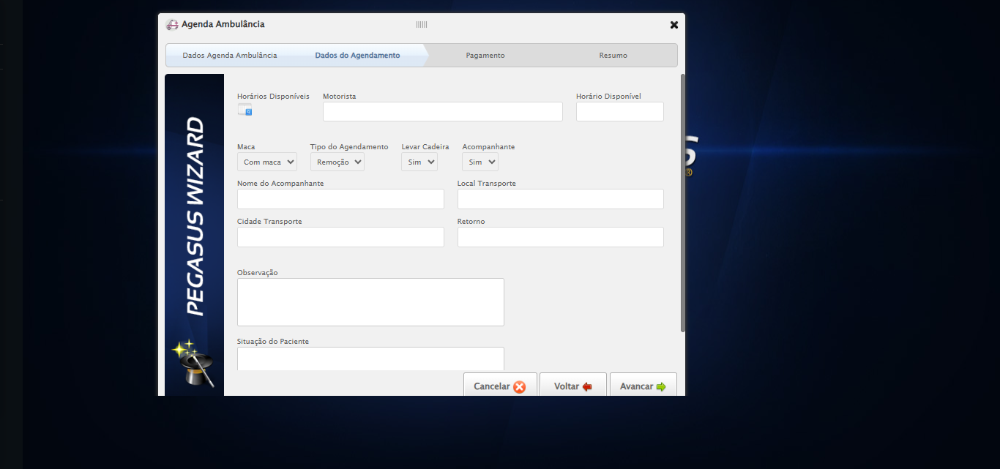 Agenda Ambulância
Dados Agenda Ambulância Dados do Agendamento Pagamento Resumo
PEGASUS WIZARD
Horários Disponíveis Motorista Horário Disponível
Maca Tipo do Agendamento Levar Cadeira Acompanhante
Com maca Remoção Sim Sim
Nome do Acompanhante Local Transporte
Cidade Transporte Retorno
Observação
Situação do Paciente
Cancelar Voltar Avancar
S
®